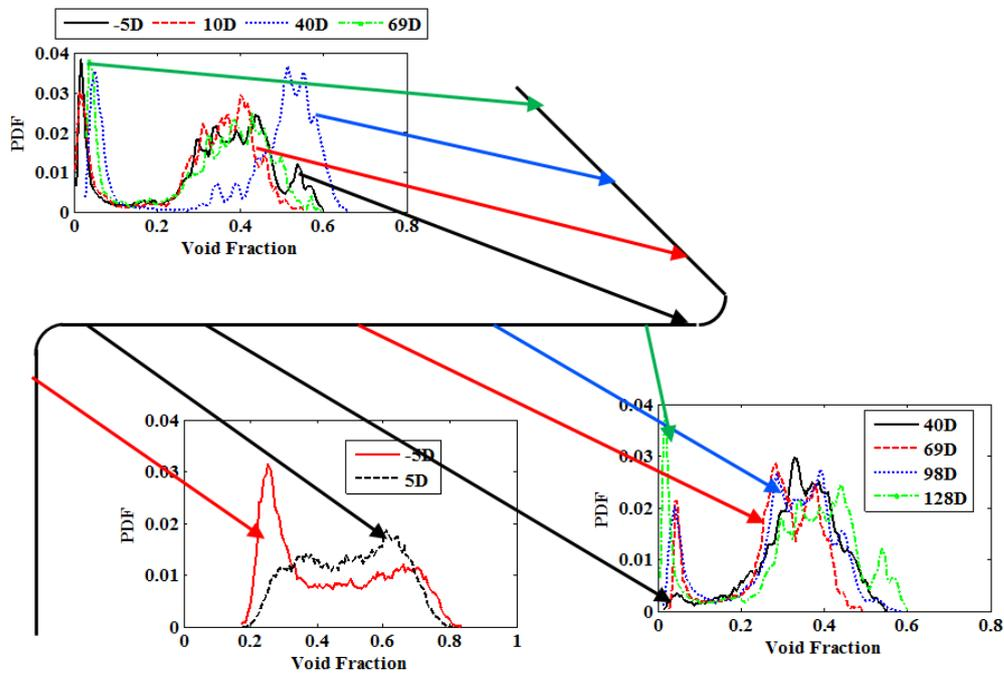 -5D 10D 40D 69D
0.04
0.03
0.02
0.01
0
PDF
0 0.2 0.4 0.6 0.8
Void Fraction
0.04
0.03
0.02
0.01
0
PDF
-5D
5D
0 0.2 0.4 0.6 0.8 1
Void Fraction
0.04
0.03
0.02
0.01
0
PDF
40D
69D
98D
128D
0 0.2 0.4 0.6 0.8
Void Fraction